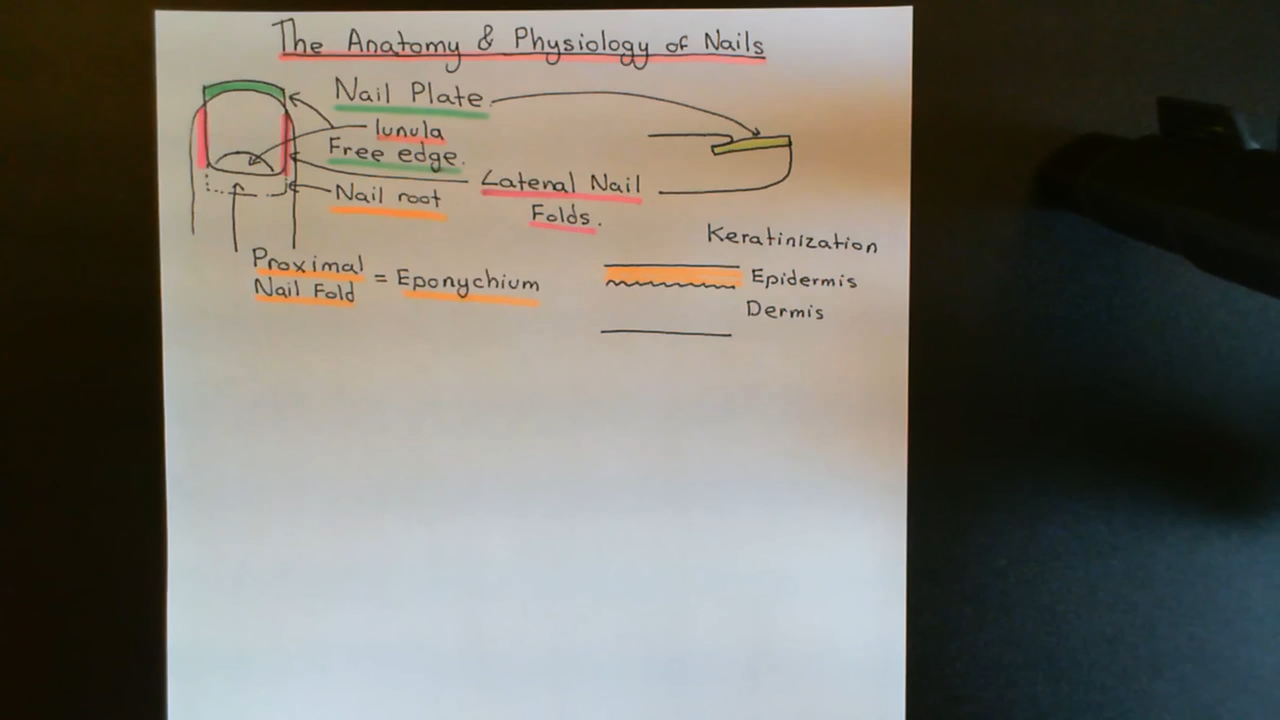 The Anatomy & Physiology of Nails
Nail Plate.
lunula
Free edge.
Lateral Nail
Folds.
Nail root
Proximal
Nail Fold
= Eponychium
Keratinization
Epidermis
Dermis